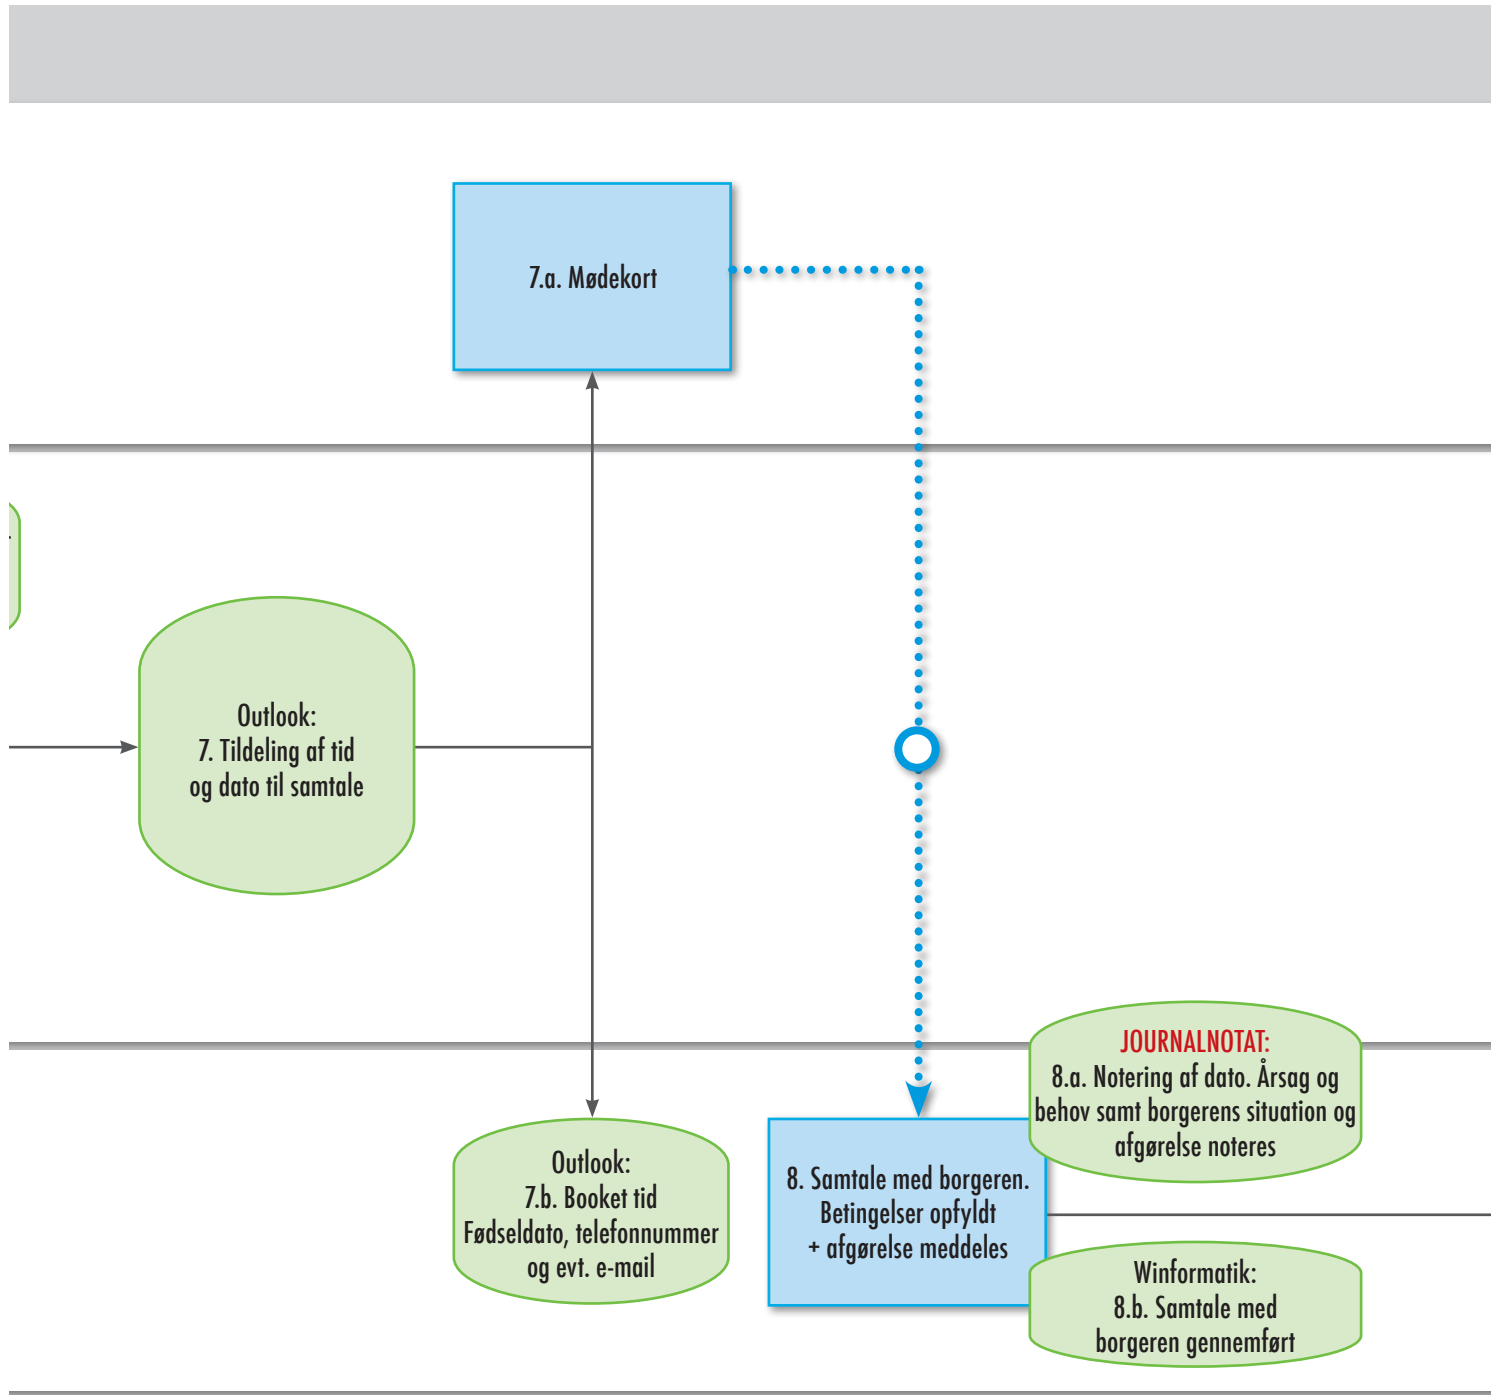 7.a. Mødekort
Outlook:
7. Tildeling af tid
og dato til samtale
Outlook:
7.b. Booket tid
Fødseldato, telefonnummer
og evt. e-mail
8. Samtale med borgeren.
Betingelser opfyldt
+ afgørelse meddeles
JOURNALNOTAT:
8.a. Notering af dato. Årsag og
behov samt borgerens situation og
afgørelse noteres
Winformatik:
8.b. Samtale med
borgeren gennemført